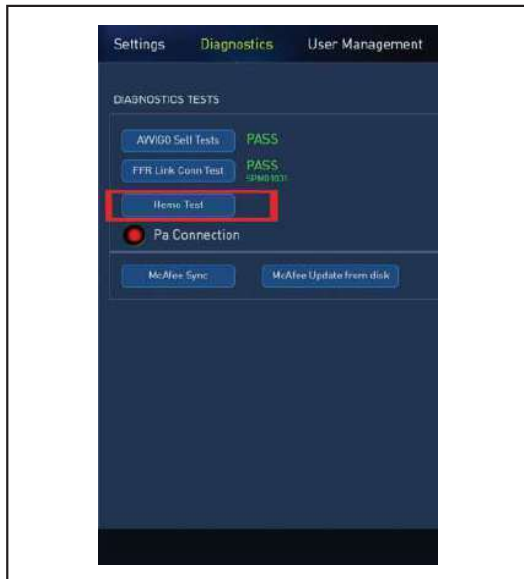 Settings Diagnostics User Management
DIAGNOSTICS TESTS
AVVIGO Self Tests PASS
FFR Link Conn Test PASS
SPM01031
Hemo Test
Pa Connection
McAfee Sync McAfee Update from disk